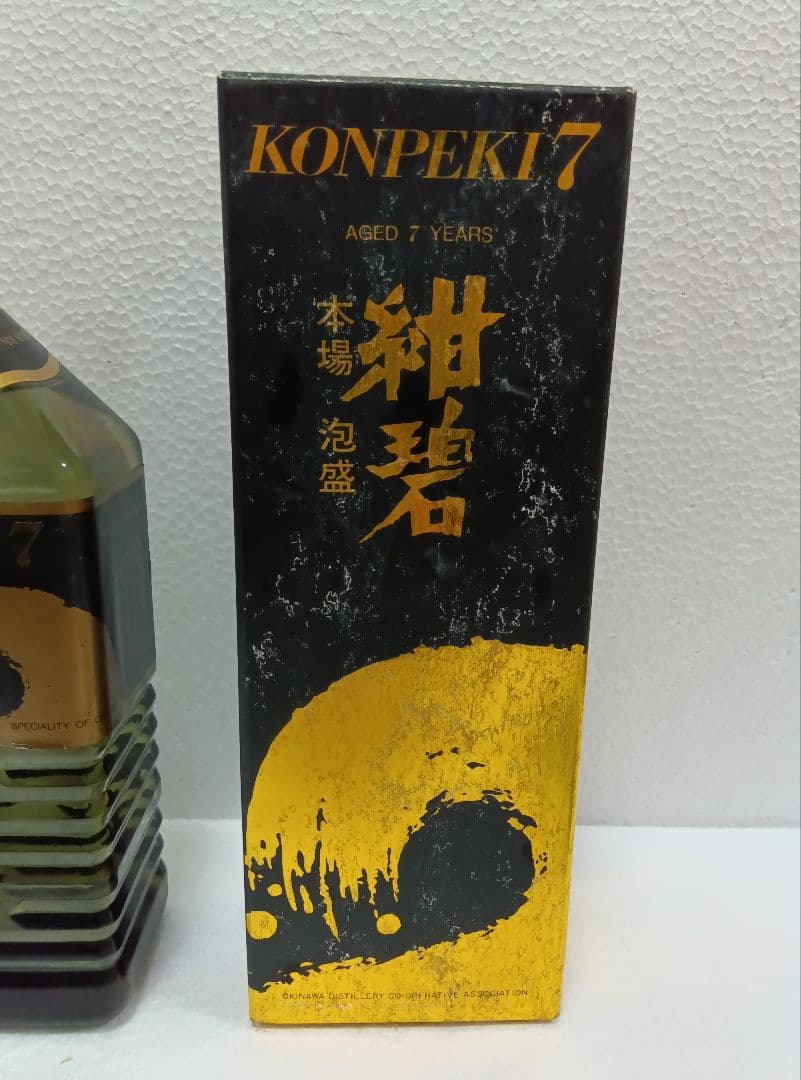 KONPEKI 7
AGED 7 YEARS
紺碧
本場 泡盛
OKINAWA DISTILLERY CO-OPERATIVE ASSOCIATION
7
SPECIALITY OF